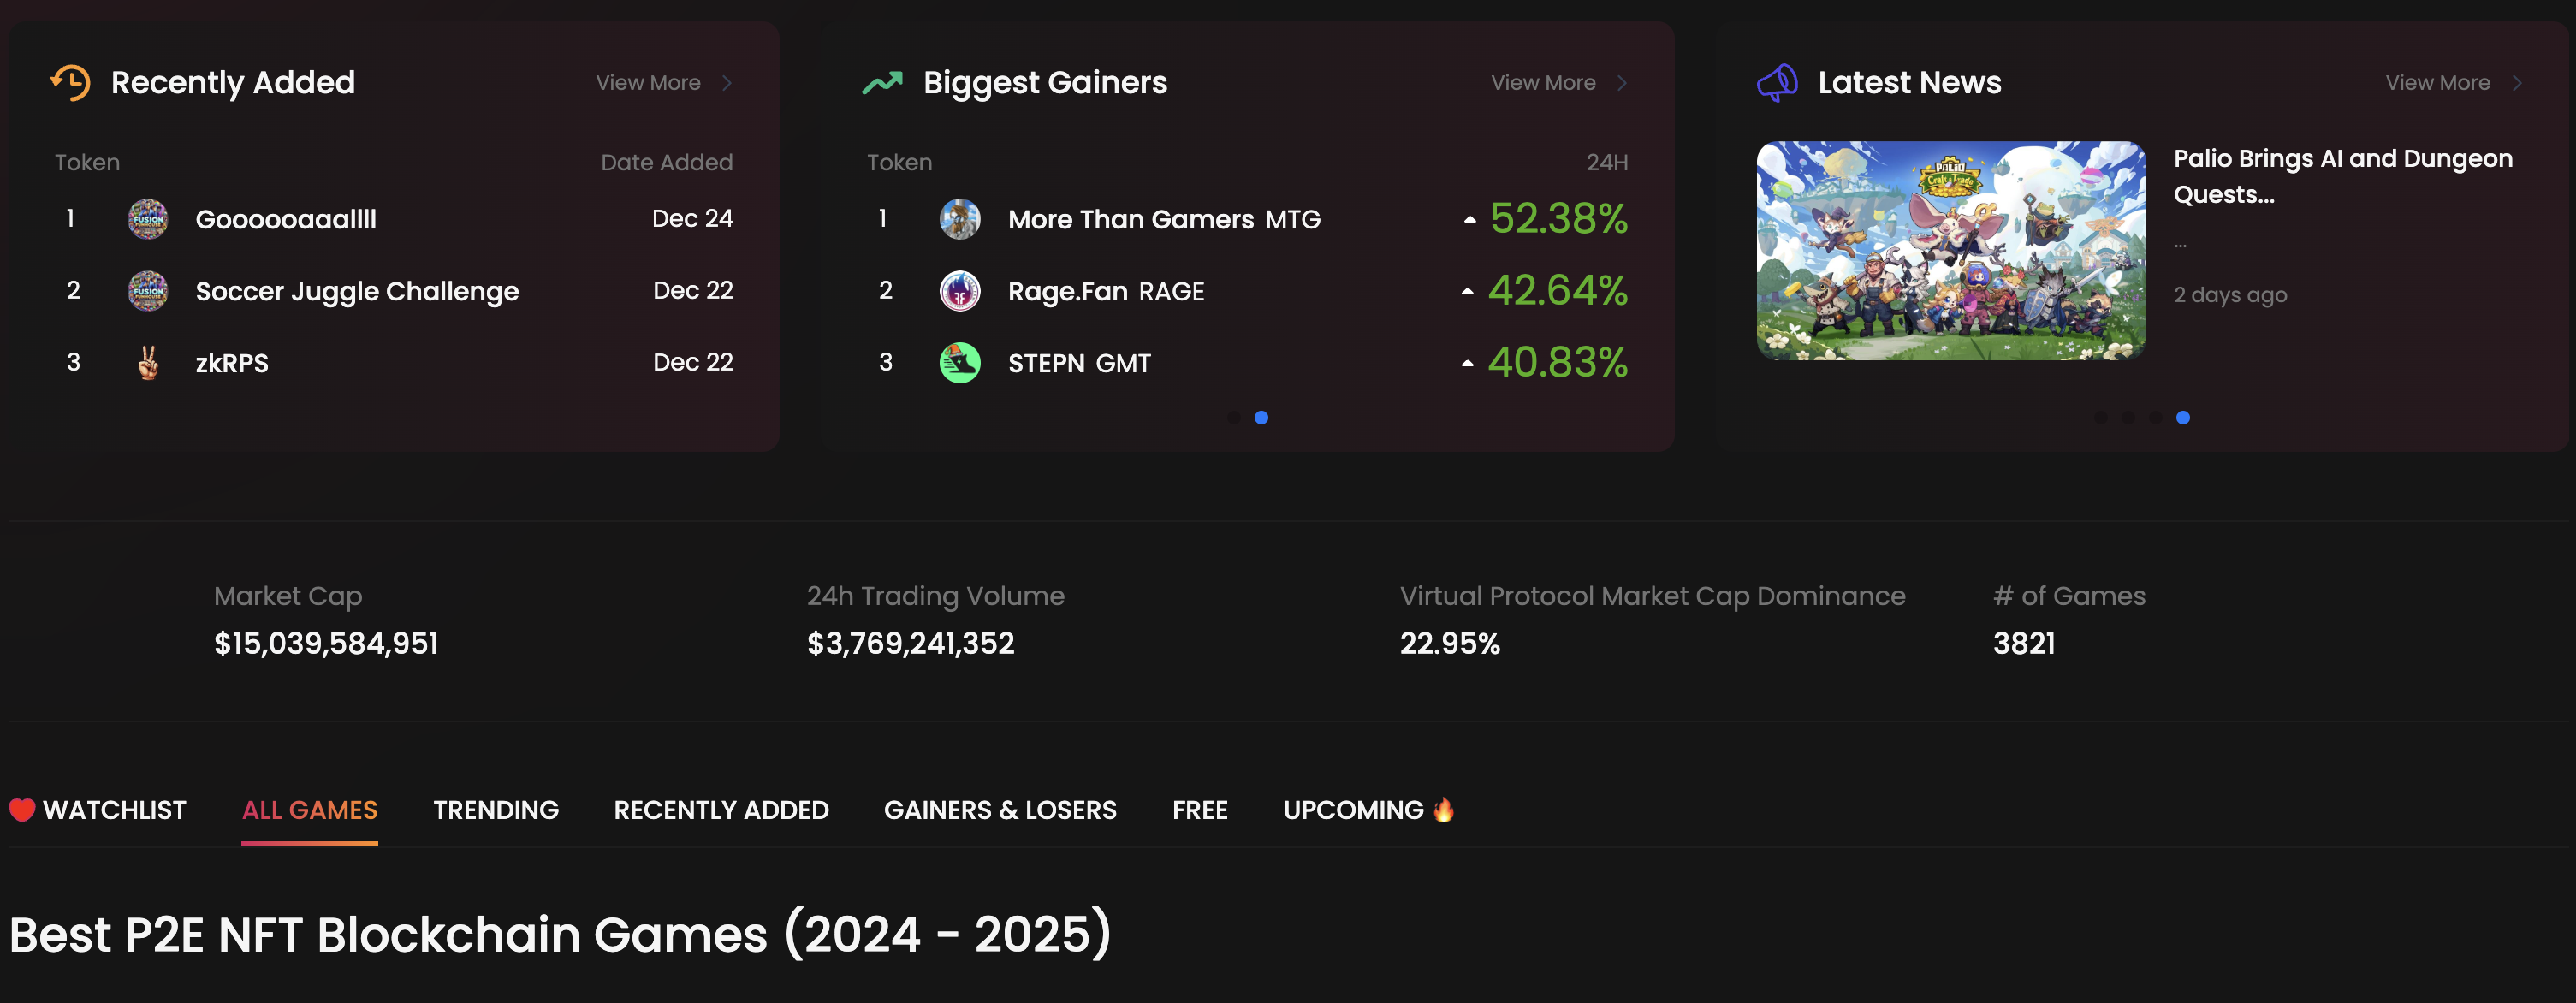 Recently Added
View More
Token Date Added
1 Goooooaaallll Dec 24
2 Soccer Juggle Challenge Dec 22
3 zkRPS Dec 22
Biggest Gainers
View More
Token 24H
1 More Than Gamers MTG 52.38%
2 Rage.Fan RAGE 42.64%
3 STEPN GMT 40.83%
Latest News
View More
PALIO
Craft & Trade
Palio Brings AI and Dungeon
Quests...
...
2 days ago
Market Cap
$15,039,584,951
24h Trading Volume
$3,769,241,352
Virtual Protocol Market Cap Dominance
22.95%
# of Games
3821
WATCHLIST ALL GAMES TRENDING RECENTLY ADDED GAINERS & LOSERS FREE UPCOMING
Best P2E NFT Blockchain Games (2024 - 2025)